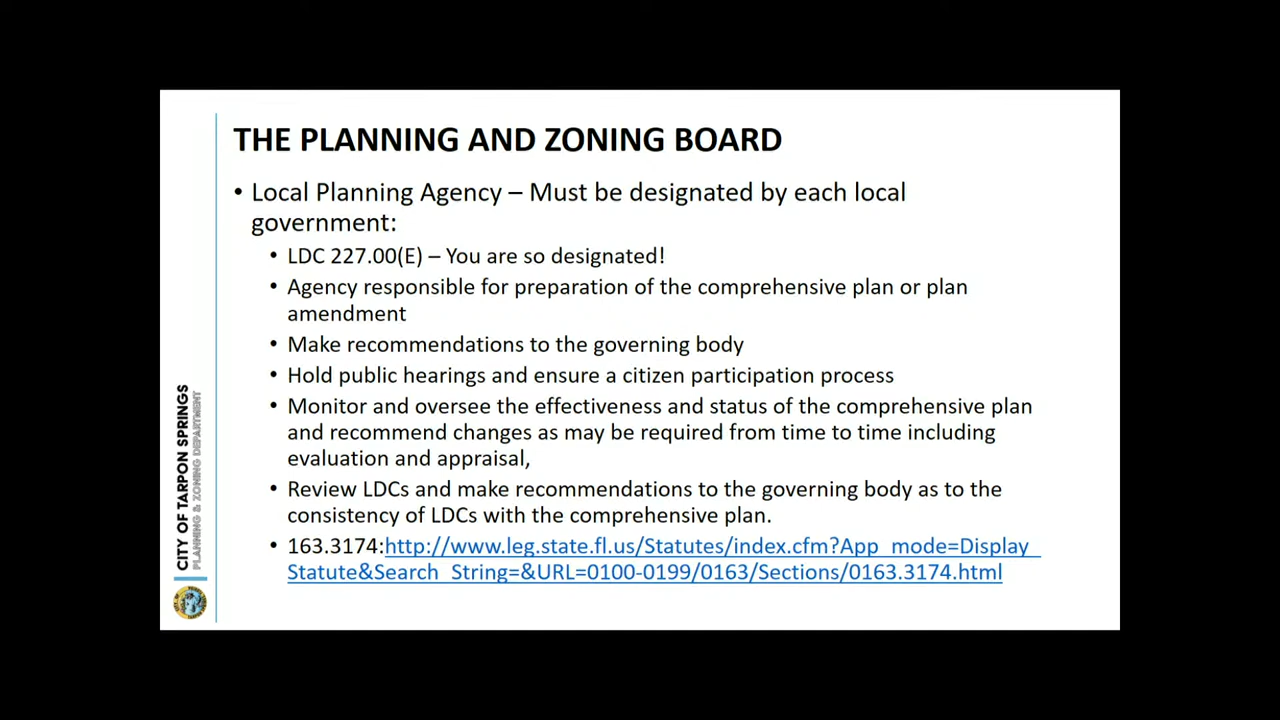 THE PLANNING AND ZONING BOARD
• Local Planning Agency – Must be designated by each local
government:
• LDC 227.00(E) – You are so designated!
• Agency responsible for preparation of the comprehensive plan or plan
amendment
• Make recommendations to the governing body
• Hold public hearings and ensure a citizen participation process
• Monitor and oversee the effectiveness and status of the comprehensive plan
and recommend changes as may be required from time to time including
evaluation and appraisal,
• Review LDCs and make recommendations to the governing body as to the
consistency of LDCs with the comprehensive plan.
• 163.3174:http://www.leg.state.fl.us/Statutes/index.cfm?App_mode=Display_
Statute&Search_String=&URL=0100-0199/0163/Sections/0163.3174.html
CITY OF TARPON SPRINGS
PLANNING & ZONING DEPARTMENT